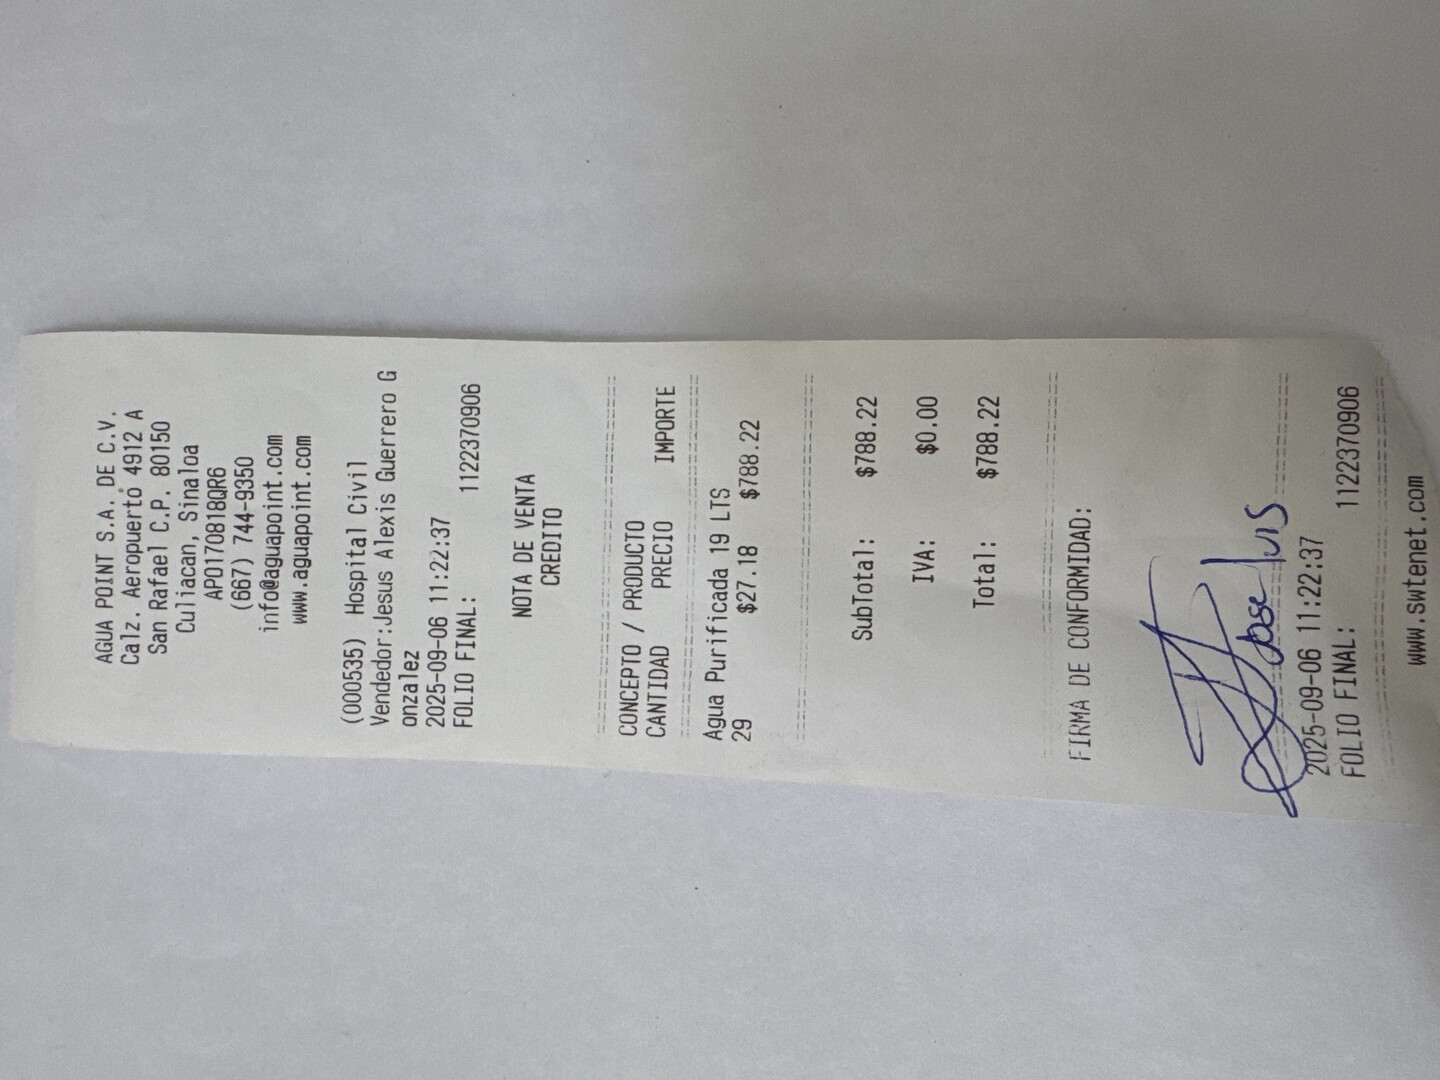 AGUA POINT S.A. DE C.V.
Calz. Aeropuerto 4912 A
San Rafael C.P. 80150
Culiacan, Sinaloa
APO170818QR6
(667) 744-9350
info@aguapoint.com
www.aguapoint.com
(000535) Hospital Civil
Vendedor:Jesus Alexis Guerrero G
onzalez
2025-09-06 11:22:37
FOLIO FINAL: 1122370906
NOTA DE VENTA
CREDITO
CONCEPTO / PRODUCTO
CANTIDAD PRECIO IMPORTE
Agua Purificada 19 LTS
29 $27.18 $788.22
SubTotal: $788.22
IVA: $0.00
Total: $788.22
FIRMA DE CONFORMIDAD:
Jose luis
2025-09-06 11:22:37
FOLIO FINAL: 1122370906
www.swtenet.com